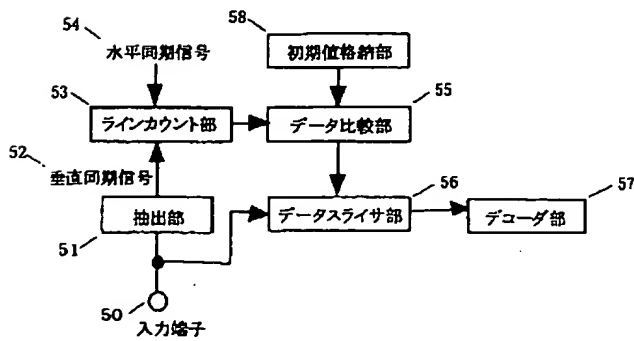 54
水平同期信号
58
初期値格納部
53
ラインカウント部
55
データ比較部
52
垂直同期信号
56
データスライサ部
57
デコーダ部
抽出部
51
50
入力端子